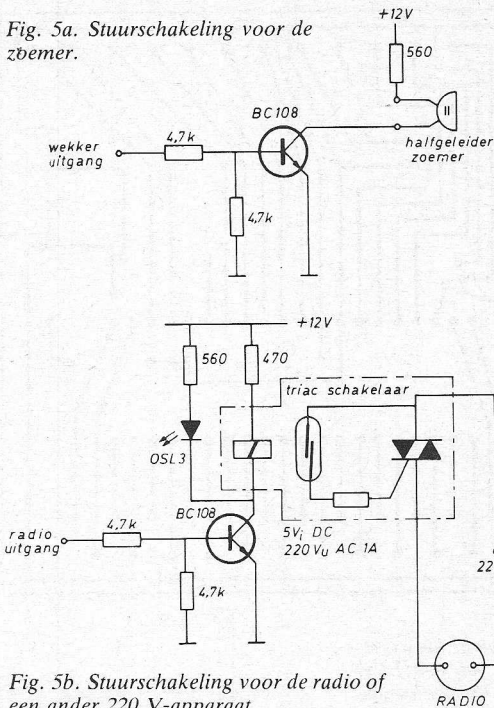 Fig. 5a. Stuurschakeling voor de
zoemer.
+12V
560
BC108
halfgeleider
zoemer
wekker
uitgang
4,7k
4,7k
+12V
560
470
triac schakelaar
OSL3
BC108
5Vi DC
220Vu AC 1A
radio
uitgang
4,7k
4,7k
22
RADIO
Fig. 5b. Stuurschakeling voor de radio of
een ander 220 V-apparaat